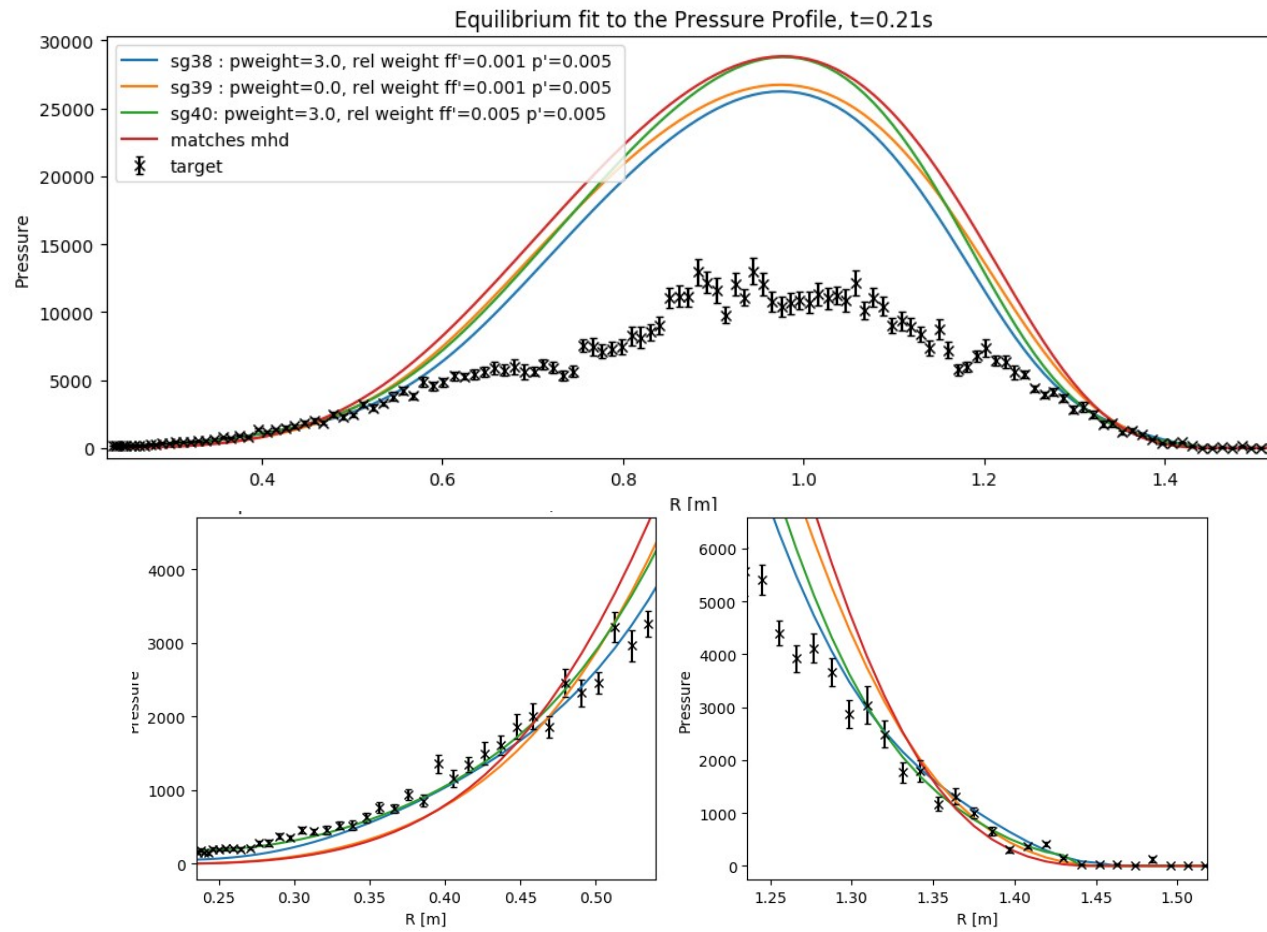 Equilibrium fit to the Pressure Profile, t=0.21s
30000
25000
20000
15000
10000
5000
0
Pressure
sg38 : pweight=3.0, rel weight ff'=0.001 p'=0.005
sg39 : pweight=0.0, rel weight ff'=0.001 p'=0.005
sg40: pweight=3.0, rel weight ff'=0.005 p'=0.005
matches mhd
target
0.4 0.6 0.8 1.0 1.2 1.4
R [m]
4000
3000
2000
1000
0
0.25 0.30 0.35 0.40 0.45 0.50
R [m]
6000
5000
4000
3000
2000
1000
0
Pressure
1.25 1.30 1.35 1.40 1.45 1.50
R [m]